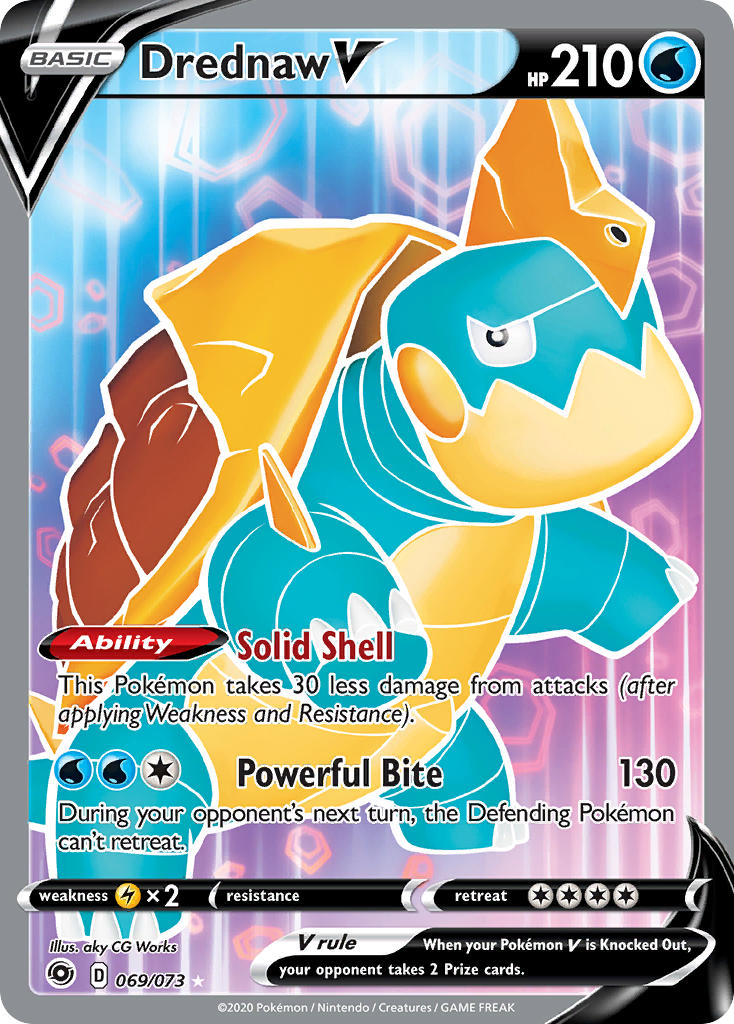 BASIC
Drednaw V
HP 210
Ability Solid Shell
This Pokémon takes 30 less damage from attacks (after
applying Weakness and Resistance).
Powerful Bite 130
During your opponent's next turn, the Defending Pokémon
can't retreat.
weakness ×2 resistance retreat
Illus. aky CG Works
V rule When your Pokémon V is Knocked Out,
your opponent takes 2 Prize cards.
D 069/073
©2020 Pokémon / Nintendo / Creatures / GAME FREAK